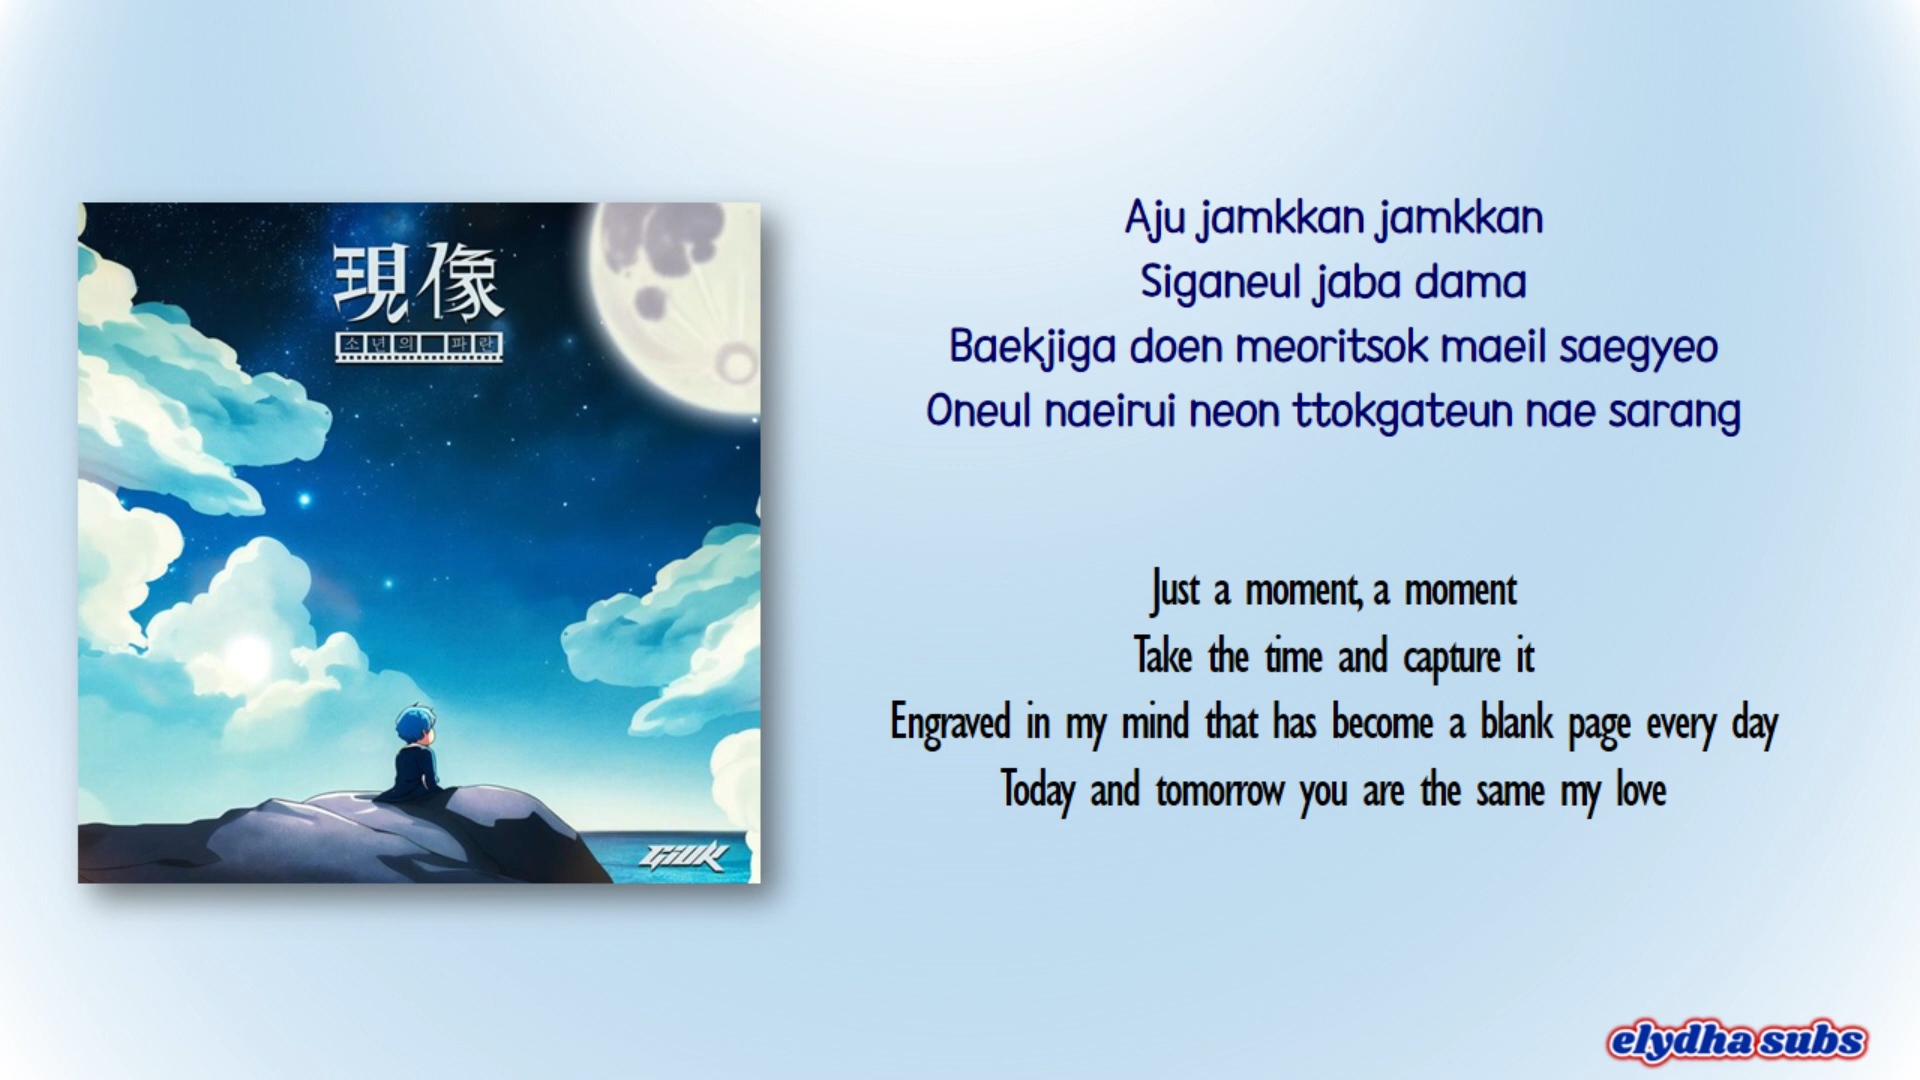 現像
소년의 파란
GIUK
Aju jamkkan jamkkan
Siganeul jaba dama
Baekjiga doen meoritsok maeil saegyeo
Oneul naeirui neon ttokgateun nae sarang
Just a moment, a moment
Take the time and capture it
Engraved in my mind that has become a blank page every day
Today and tomorrow you are the same my love
elydha subs